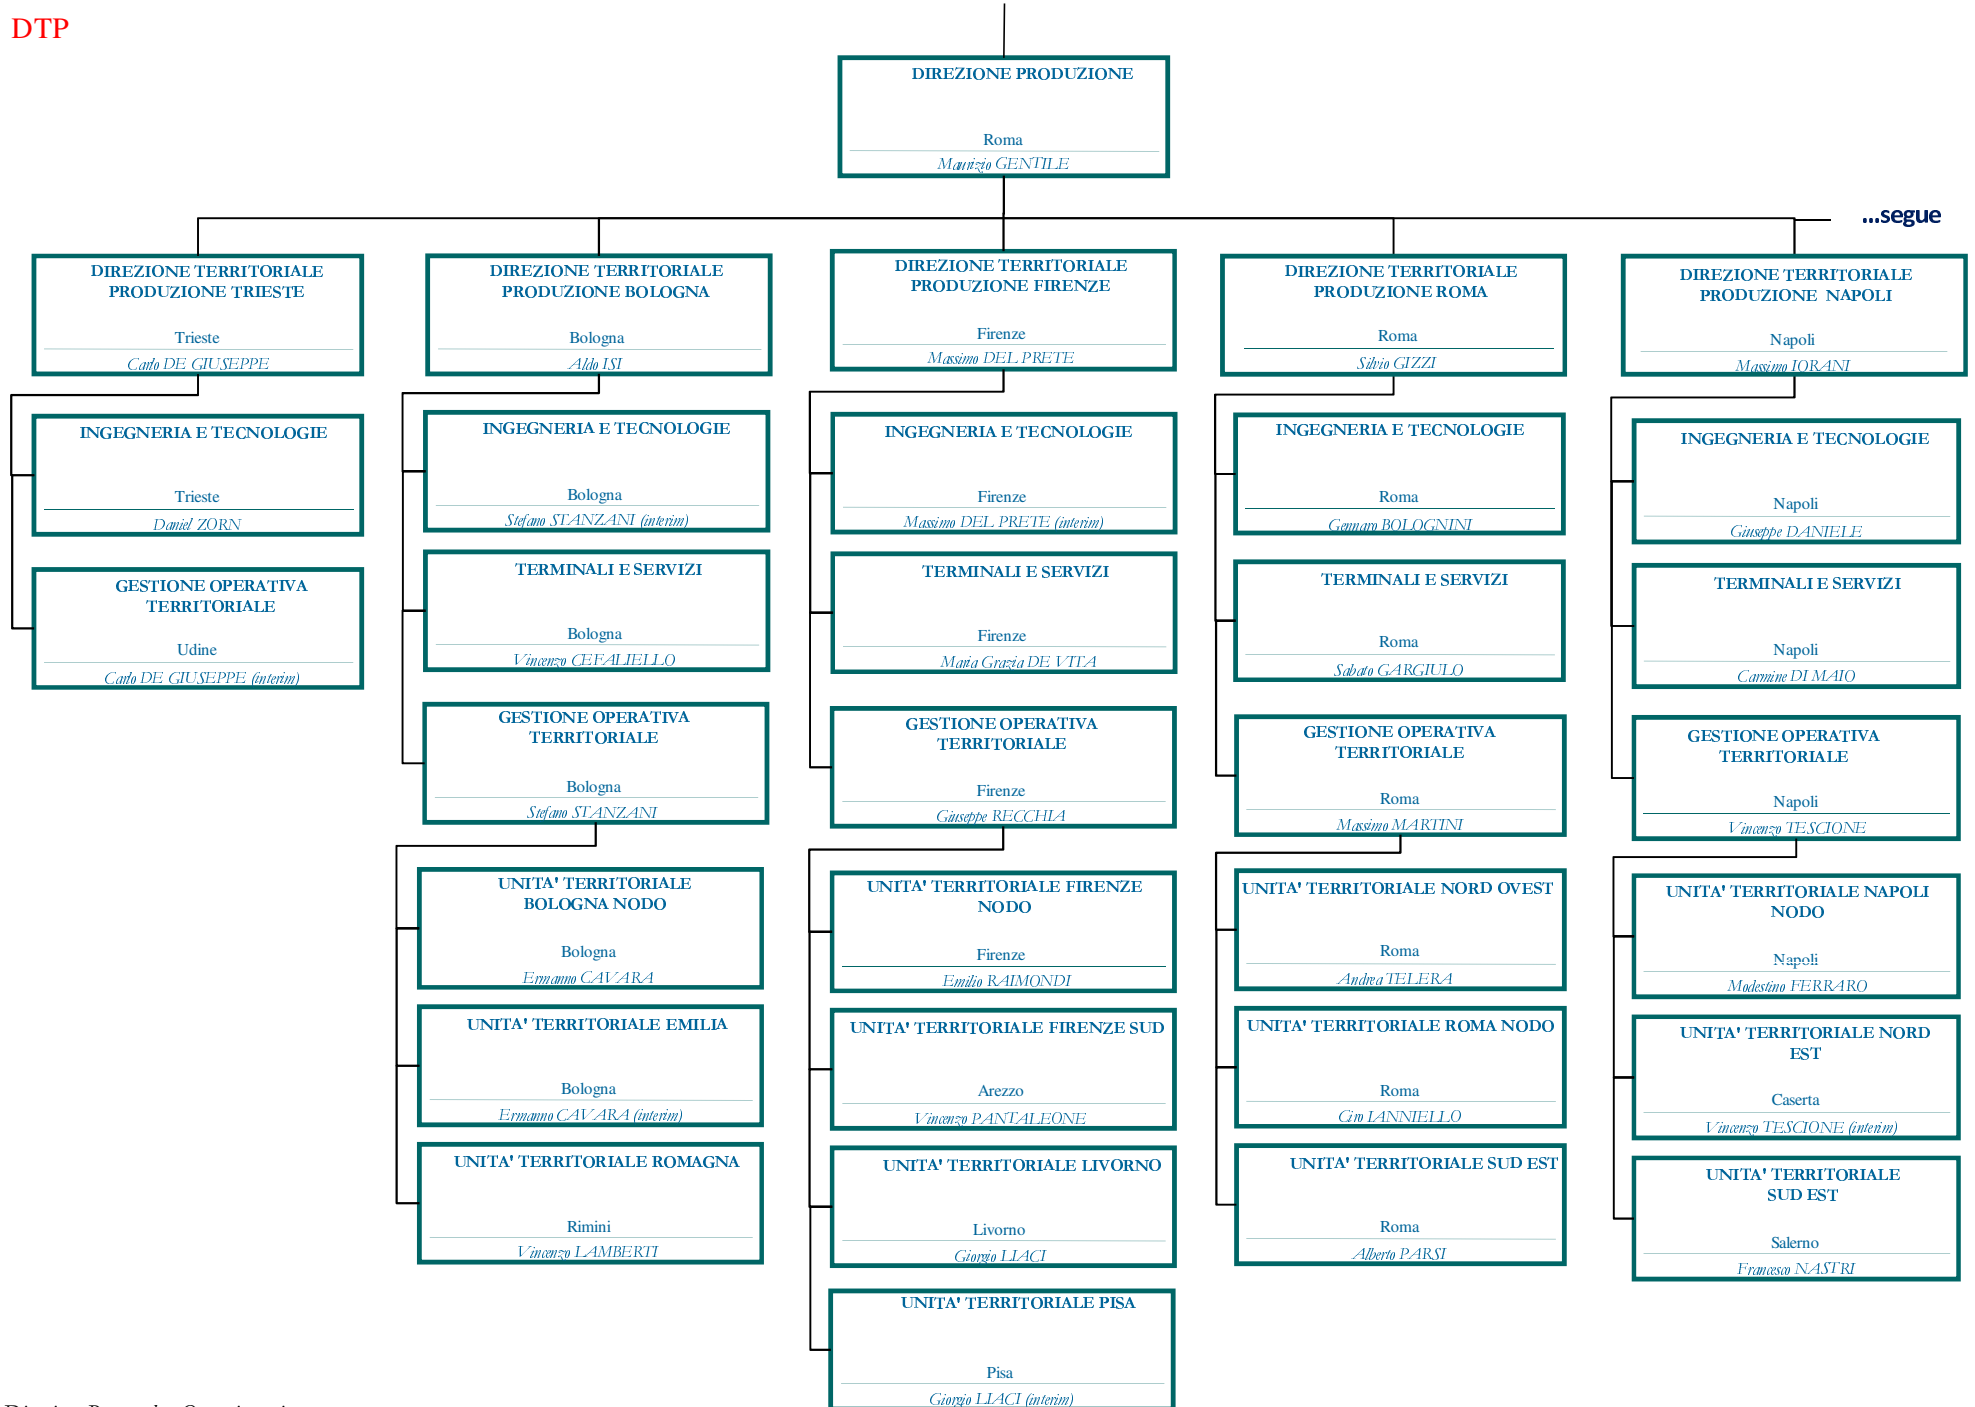 DTP
DIREZIONE PRODUZIONE
Roma
Maurizio GENTILE
...segue
DIREZIONE TERRITORIALE
PRODUZIONE TRIESTE
Trieste
Carlo DE GIUSEPPE
INGEGNERIA E TECNOLOGIE
Trieste
Daniel ZORN
GESTIONE OPERATIVA
TERRITORIALE
Udine
Carlo DE GIUSEPPE (interim)
DIREZIONE TERRITORIALE
PRODUZIONE BOLOGNA
Bologna
Aldo ISI
INGEGNERIA E TECNOLOGIE
Bologna
Stefano STANZANI (interim)
TERMINALI E SERVIZI
Bologna
Vincenzo CEFALIELLO
GESTIONE OPERATIVA
TERRITORIALE
Bologna
Stefano STANZANI
UNITA' TERRITORIALE
BOLOGNA NODO
Bologna
Ermanno CAVARA
UNITA' TERRITORIALE EMILIA
Bologna
Ermanno CAVARA (interim)
UNITA' TERRITORIALE ROMAGNA
Rimini
Vincenzo LAMBERTI
DIREZIONE TERRITORIALE
PRODUZIONE FIRENZE
Firenze
Massimo DEL PRETE
INGEGNERIA E TECNOLOGIE
Firenze
Massimo DEL PRETE (interim)
TERMINALI E SERVIZI
Firenze
Maria Grazia DE VITA
GESTIONE OPERATIVA
TERRITORIALE
Firenze
Giuseppe RECCHIA
UNITA' TERRITORIALE FIRENZE
NODO
Firenze
Emilio RAIMONDI
UNITA' TERRITORIALE FIRENZE SUD
Arezzo
Vincenzo PANTALEONE
UNITA' TERRITORIALE LIVORNO
Livorno
Giorgio LIACI
UNITA' TERRITORIALE PISA
Pisa
Giorgio LIACI (interim)
DIREZIONE TERRITORIALE
PRODUZIONE ROMA
Roma
Silvio GIZZI
INGEGNERIA E TECNOLOGIE
Roma
Gennaro BOLOGNINI
TERMINALI E SERVIZI
Roma
Sabato GARGIULO
GESTIONE OPERATIVA
TERRITORIALE
Roma
Massimo MARTINI
UNITA' TERRITORIALE NORD OVEST
Roma
Andrea TELERA
UNITA' TERRITORIALE ROMA NODO
Roma
Ciro IANNIELLO
UNITA' TERRITORIALE SUD EST
Roma
Alberto PARSI
DIREZIONE TERRITORIALE
PRODUZIONE NAPOLI
Napoli
Massimo IORANI
INGEGNERIA E TECNOLOGIE
Napoli
Giuseppe DANIELE
TERMINALI E SERVIZI
Napoli
Carmine DI MAIO
GESTIONE OPERATIVA
TERRITORIALE
Napoli
Vincenzo TESCIONE
UNITA' TERRITORIALE NAPOLI
NODO
Napoli
Modestino FERRARO
UNITA' TERRITORIALE NORD
EST
Caserta
Vincenzo TESCIONE (interim)
UNITA' TERRITORIALE
SUD EST
Salerno
Francesco NASTRI